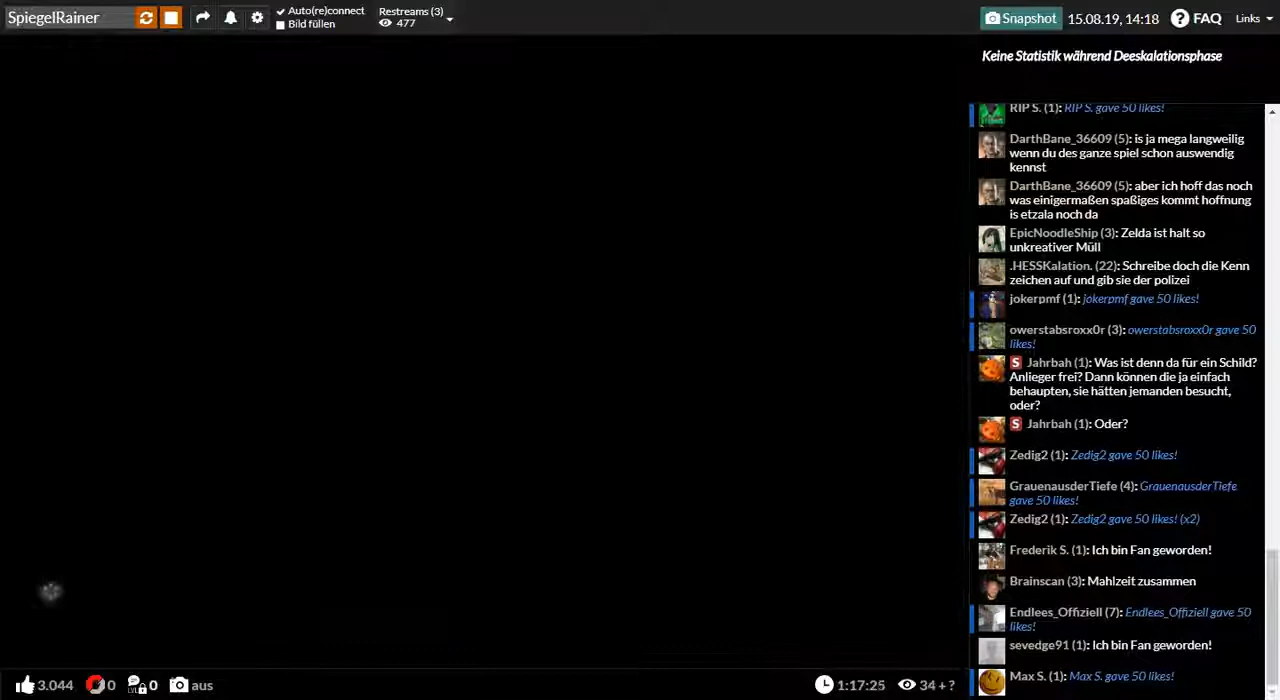 SpiegelRainer
Auto(re)connect
Bild füllen
Restreams (3)
477
Snapshot
15.08.19, 14:18
FAQ
Links
Keine Statistik während Deeskalationsphase
RIP S. (1): RIP S. gave 50 likes!
DarthBane_36609 (5): is ja mega langweilig
wenn du des ganze spiel schon auswendig
kennst
DarthBane_36609 (5): aber ich hoff das noch
was einigermaßen spaßiges kommt hoffnung
is etzala noch da
EpicNoodleShip (3): Zelda ist halt so
unkreativer Müll
.HESSKalation. (22): Schreibe doch die Kenn
zeichen auf und gib sie der polizei
jokerpmf (1): jokerpmf gave 50 likes!
owerstabsroxx0r (3): owerstabsroxx0r gave 50
likes!
S Jahrbah (1): Was ist denn da für ein Schild?
Anlieger frei? Dann können die ja einfach
behaupten, sie hätten jemanden besucht,
oder?
S Jahrbah (1): Oder?
Zedig2 (1): Zedig2 gave 50 likes!
GrauenausderTiefe (4): GrauenausderTiefe
gave 50 likes!
Zedig2 (1): Zedig2 gave 50 likes! (x2)
Frederik S. (1): Ich bin Fan geworden!
Brainscan (3): Mahlzeit zusammen
Endlees_Offiziell (7): Endlees_Offiziell gave 50
likes!
sevedge91 (1): Ich bin Fan geworden!
Max S. (1): Max S. gave 50 likes!
3.044
0
LVL
0
aus
1:17:25
34 + ?